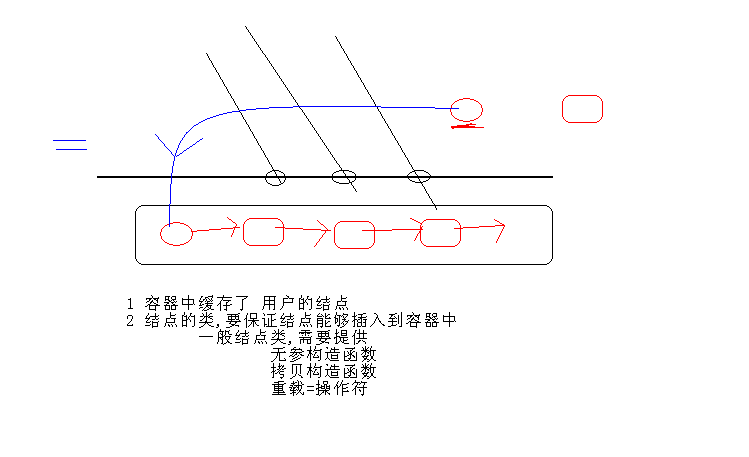 1 容器中缓存了 用户的结点
2 结点的类,要保证结点能够插入到容器中
一般结点类,需要提供
无参构造函数
拷贝构造函数
重载=操作符